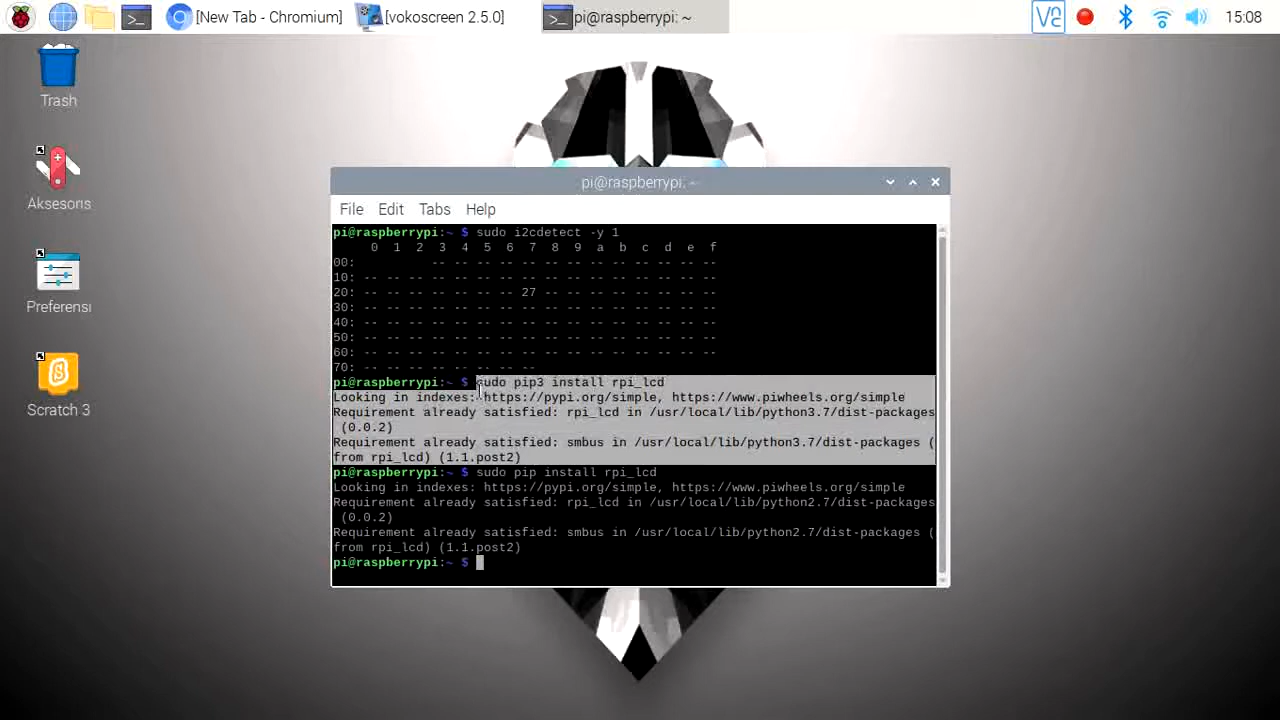 [New Tab - Chromium]
[vokoscreen 2.5.0]
pi@raspberrypi: ~
15:08
Trash
Aksesoris
Preferensi
Scratch 3
pi@raspberrypi: ~
File Edit Tabs Help
pi@raspberrypi:~ $ sudo i2cdetect -y 1
     0  1  2  3  4  5  6  7  8  9  a  b  c  d  e  f
00:          -- -- -- -- -- -- -- -- -- -- -- -- --
10: -- -- -- -- -- -- -- -- -- -- -- -- -- -- -- --
20: -- -- -- -- -- -- -- 27 -- -- -- -- -- -- -- --
30: -- -- -- -- -- -- -- -- -- -- -- -- -- -- -- --
40: -- -- -- -- -- -- -- -- -- -- -- -- -- -- -- --
50: -- -- -- -- -- -- -- -- -- -- -- -- -- -- -- --
60: -- -- -- -- -- -- -- -- -- -- -- -- -- -- -- --
70: -- -- -- -- -- -- -- --
pi@raspberrypi:~ $ sudo pip3 install rpi_lcd
Looking in indexes: https://pypi.org/simple, https://www.piwheels.org/simple
Requirement already satisfied: rpi_lcd in /usr/local/lib/python3.7/dist-packages
 (0.0.2)
Requirement already satisfied: smbus in /usr/local/lib/python3.7/dist-packages (
from rpi_lcd) (1.1.post2)
pi@raspberrypi:~ $ sudo pip install rpi_lcd
Looking in indexes: https://pypi.org/simple, https://www.piwheels.org/simple
Requirement already satisfied: rpi_lcd in /usr/local/lib/python2.7/dist-packages
 (0.0.2)
Requirement already satisfied: smbus in /usr/local/lib/python2.7/dist-packages (
from rpi_lcd) (1.1.post2)
pi@raspberrypi:~ $